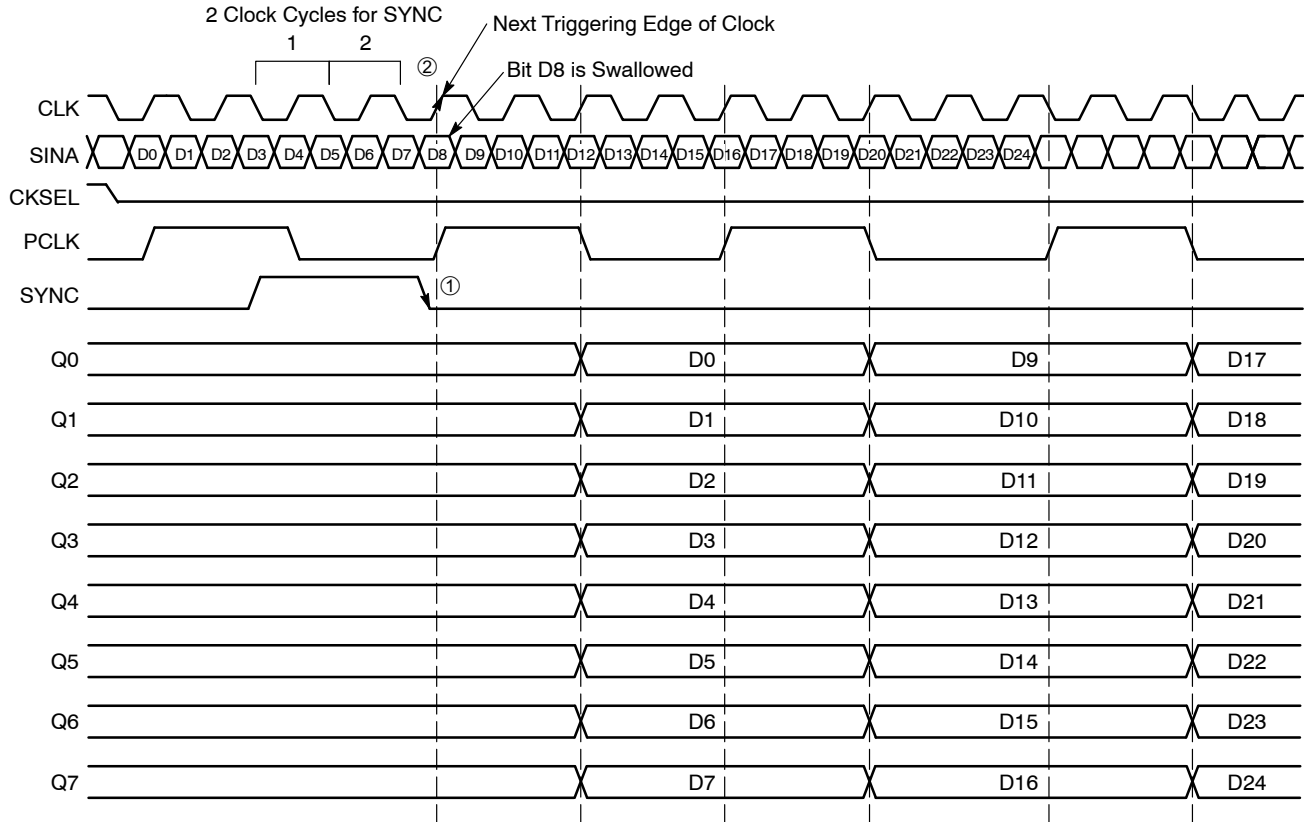 2 Clock Cycles for SYNC
Next Triggering Edge of Clock
1 2
②
Bit D8 is Swallowed
CLK
SINA D0 D1 D2 D3 D4 D5 D6 D7 D8 D9 D10 D11 D12 D13 D14 D15 D16 D17 D18 D19 D20 D21 D22 D23 D24
CKSEL
PCLK
SYNC ①
Q0 D0 D9 D17
Q1 D1 D10 D18
Q2 D2 D11 D19
Q3 D3 D12 D20
Q4 D4 D13 D21
Q5 D5 D14 D22
Q6 D6 D15 D23
Q7 D7 D16 D24